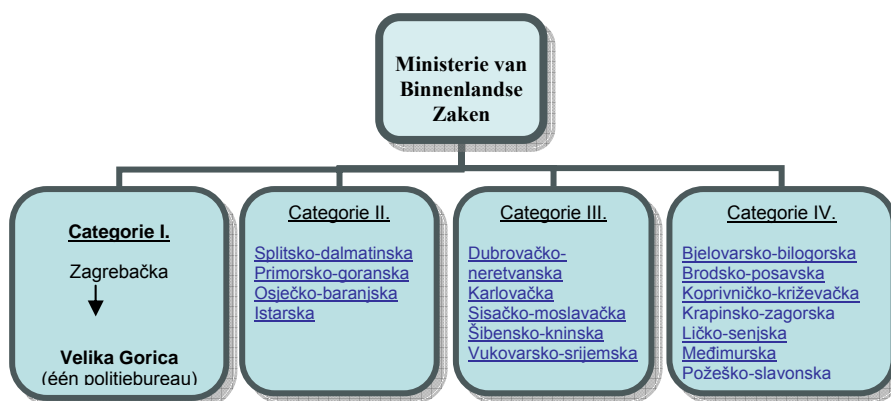 Ministerie van
Binnenlandse
Zaken
Categorie I.
Zagrebačka
Velika Gorica
(één politiebureau)
Categorie II.
Splitsko-dalmatinska
Primorsko-goranska
Osječko-baranjska
Istarska
Categorie III.
Dubrovačko-
neretvanska
Karlovačka
Sisačko-moslavačka
Šibensko-kninska
Vukovarsko-srijemska
Categorie IV.
Bjelovarsko-bilogorska
Brodsko-posavska
Koprivničko-križevačka
Krapinsko-zagorska
Ličko-senjska
Međimurska
Požeško-slavonska